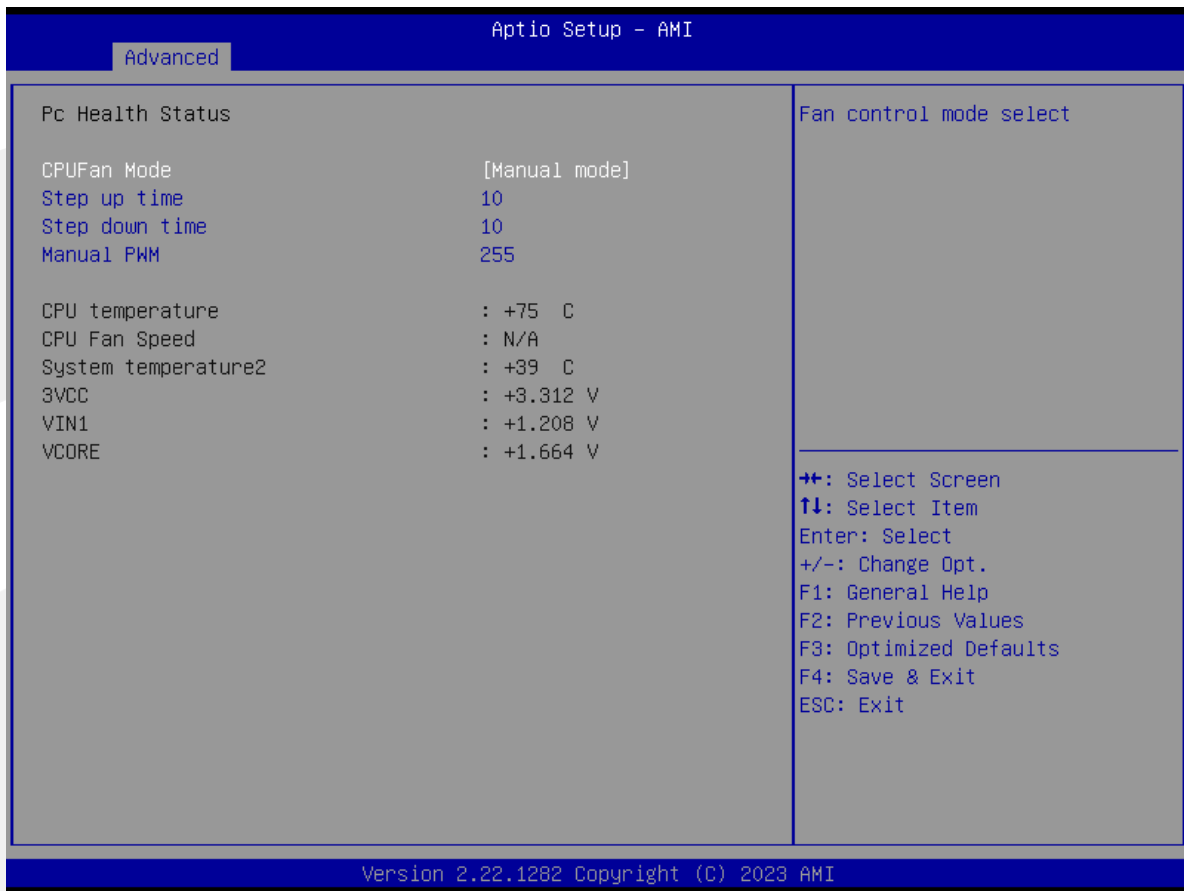 Aptio Setup – AMI
Advanced
Pc Health Status
CPUFan Mode [Manual mode]
Step up time 10
Step down time 10
Manual PWM 255
CPU temperature : +75 C
CPU Fan Speed : N/A
System temperature2 : +39 C
3VCC : +3.312 V
VIN1 : +1.208 V
VCORE : +1.664 V
Fan control mode select
→←: Select Screen
↑↓: Select Item
Enter: Select
+/-: Change Opt.
F1: General Help
F2: Previous Values
F3: Optimized Defaults
F4: Save & Exit
ESC: Exit
Version 2.22.1282 Copyright (C) 2023 AMI